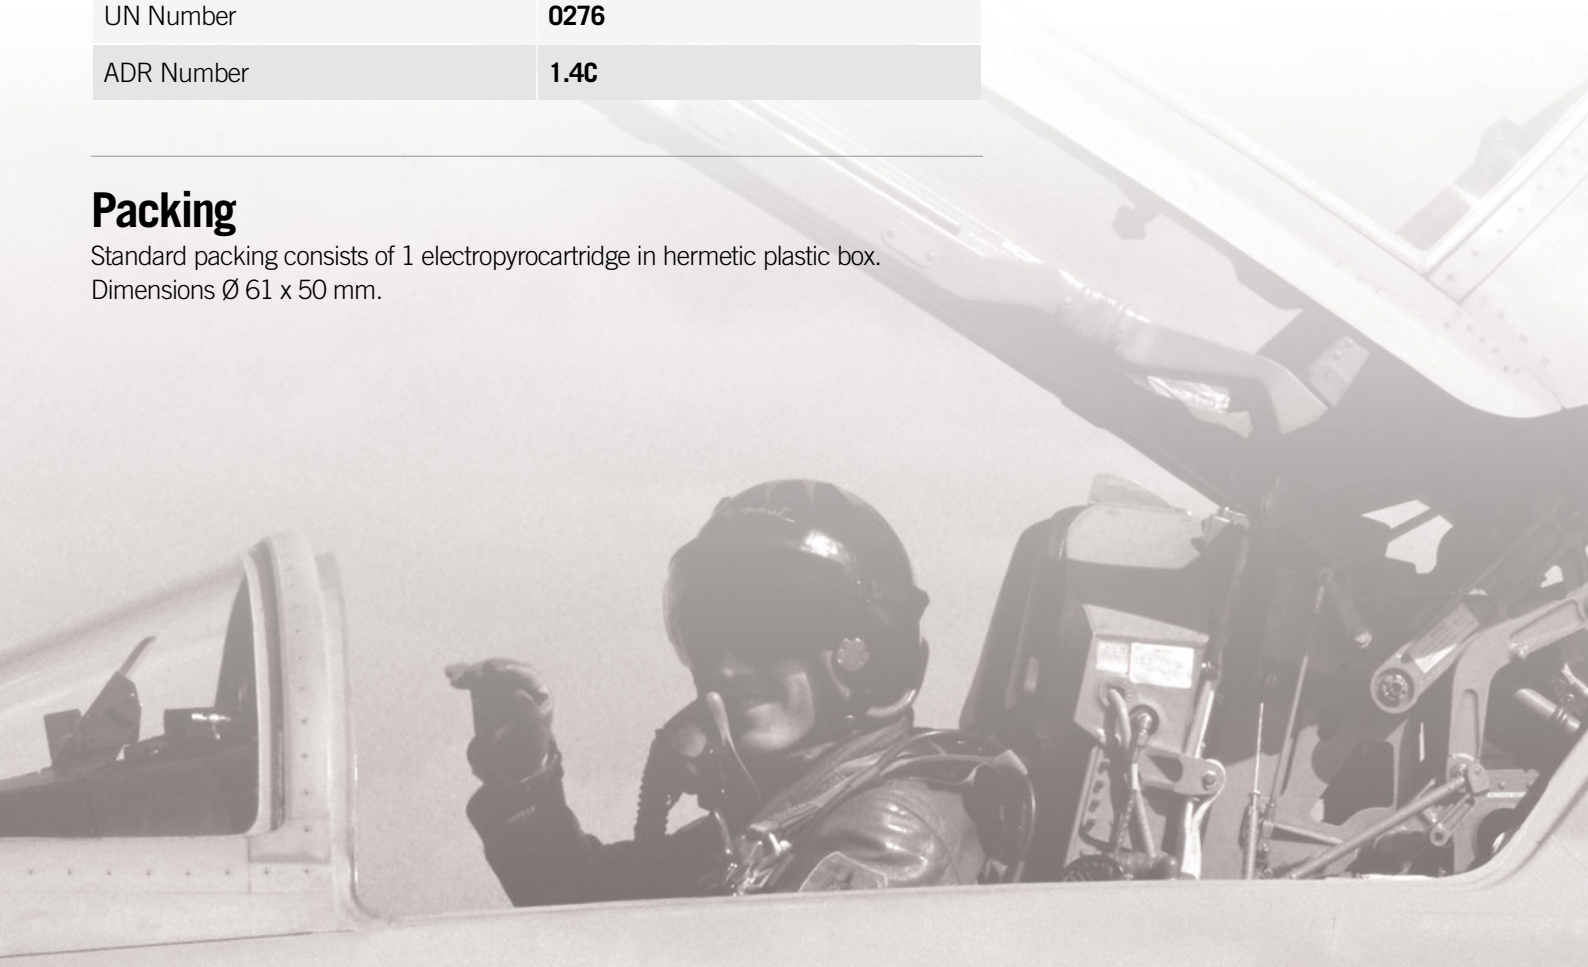 UN Number 0276
ADR Number 1.4C
Packing
Standard packing consists of 1 electropyrocartridge in hermetic plastic box.
Dimensions Ø 61 x 50 mm.